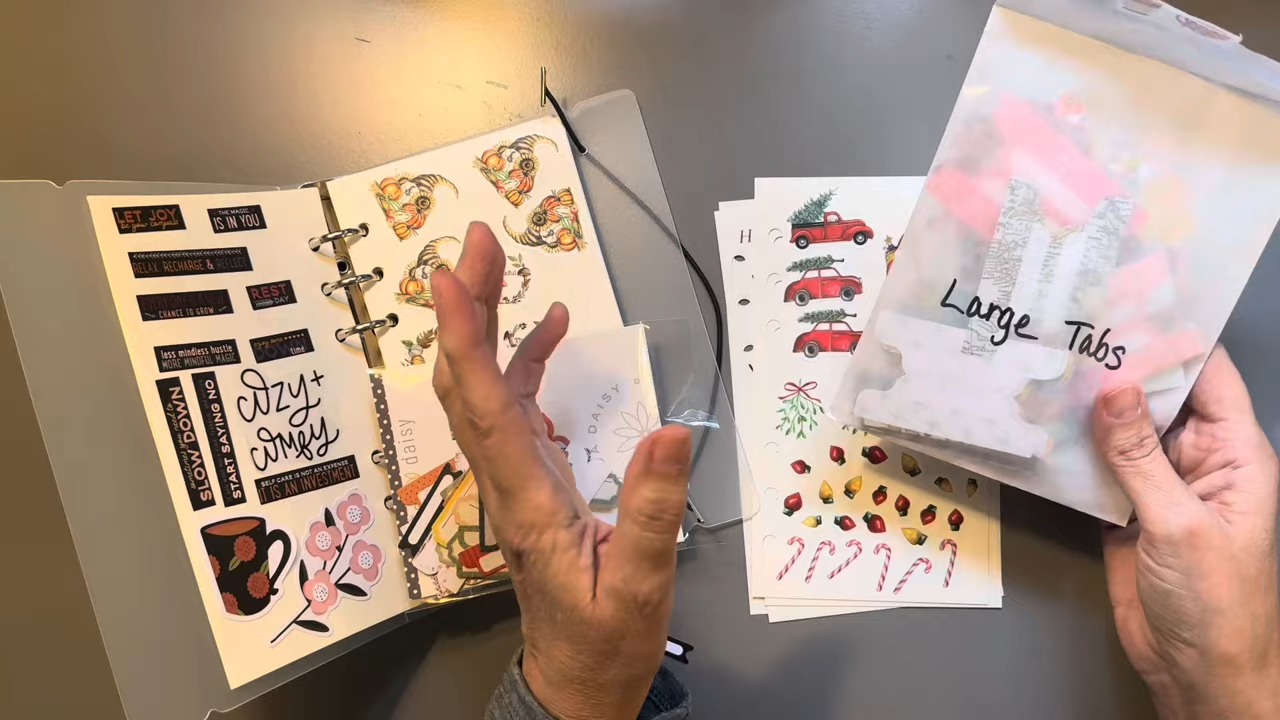 LET JOY
be your compass
THE MAGIC
IS IN YOU
RELAX, RECHARGE & REFLECT
CHANCE TO GROW
REST
DAY
less mindless hustle
MORE MINDFUL MAGIC
time
SLOW DOWN
START SAYING NO
cozy +
comfy
SELF CARE IS NOT AN EXPENSE
IT IS AN INVESTMENT
daisy
DAISY
H
Large Tabs